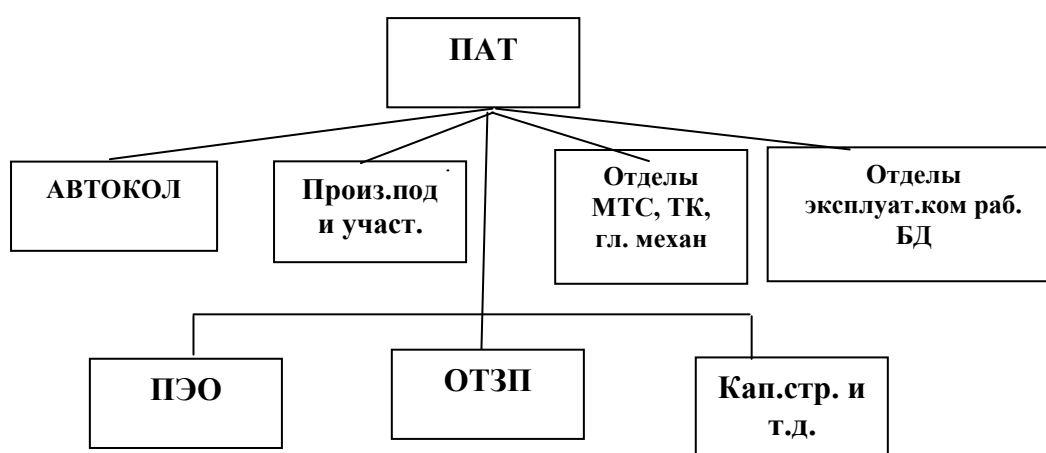 ПАТ
АВТОКОЛ
Произ.под
и участ.
Отделы
МТС, ТК,
гл. механ
Отделы
эксплуат.ком раб.
БД
ПЭО
ОТЗП
Кап.стр. и
т.д.